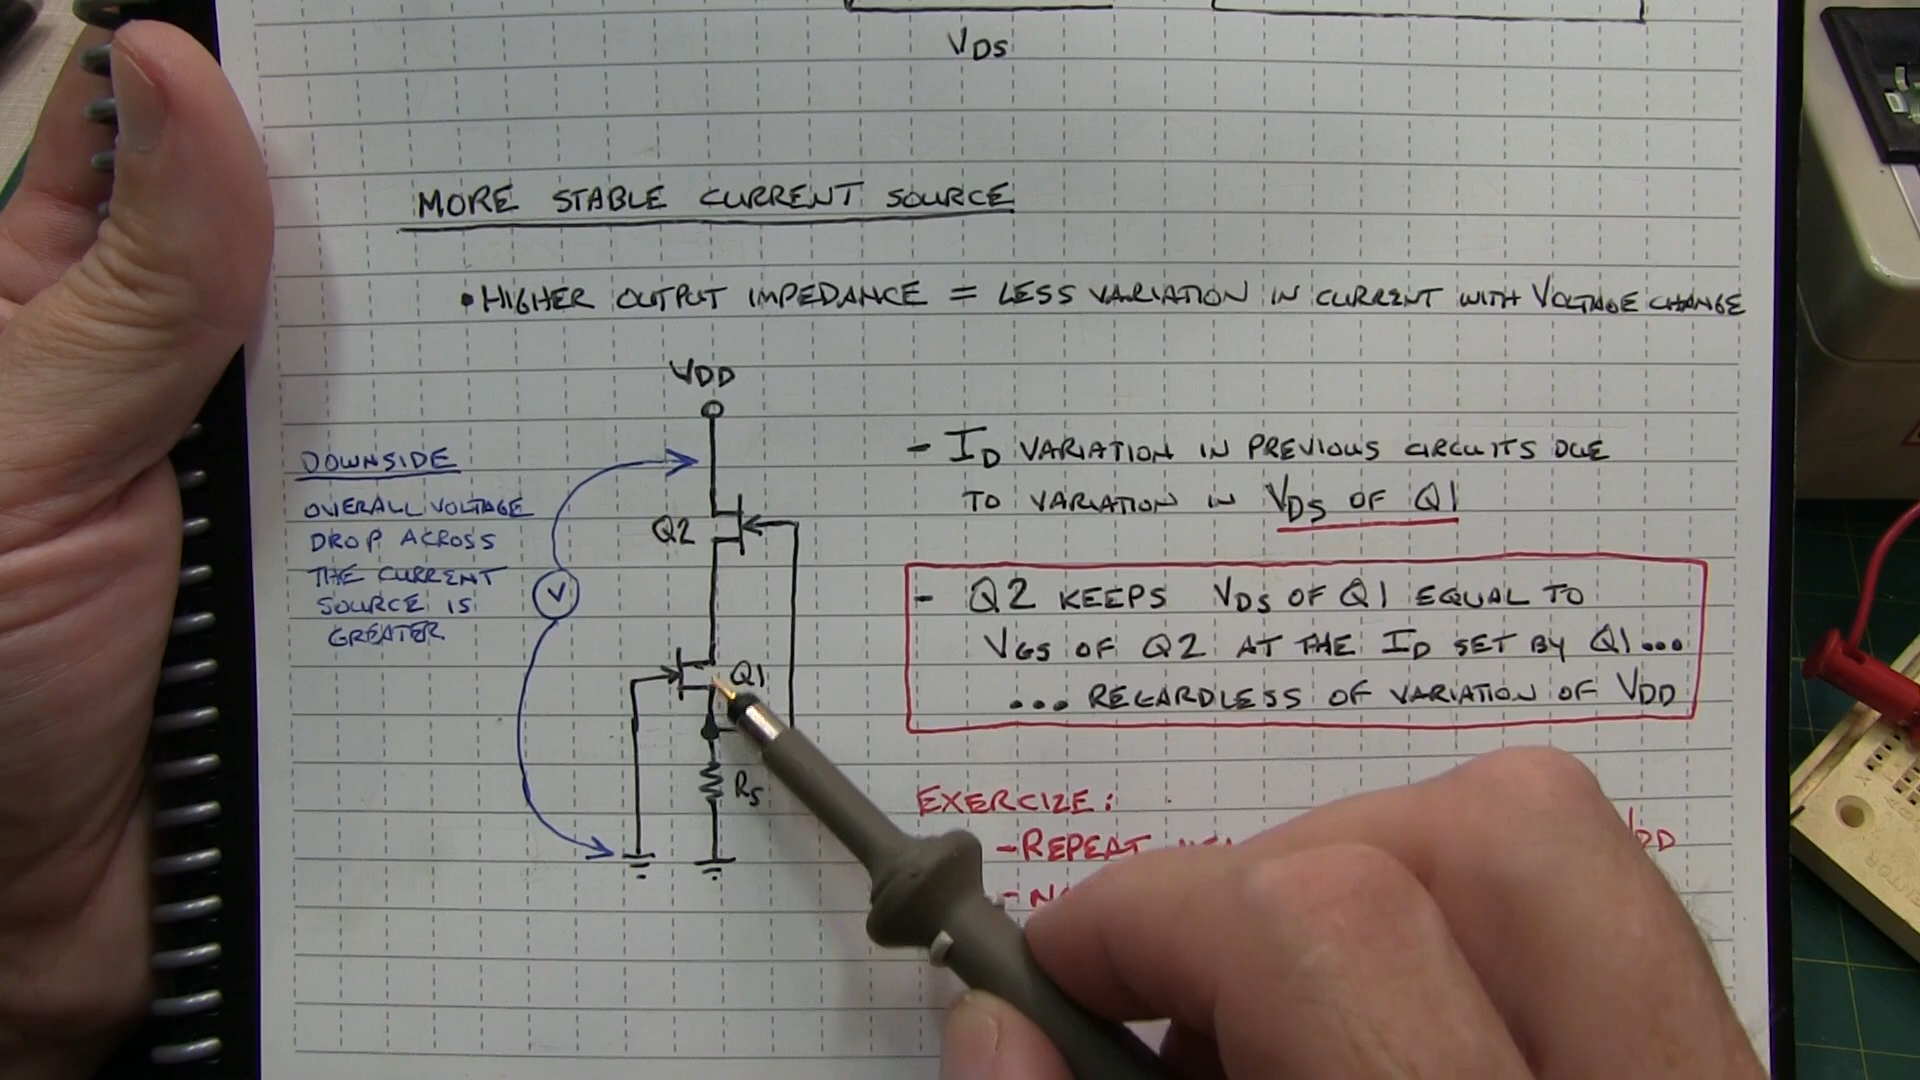 VDS
MORE STABLE CURRENT SOURCE
• HIGHER OUTPUT IMPEDANCE = LESS VARIATION IN CURRENT WITH VOLTAGE CHANGE
VDD
DOWNSIDE
OVERALL VOLTAGE
DROP ACROSS
THE CURRENT
SOURCE IS
GREATER
V
Q2
Q1
RS
- ID VARIATION IN PREVIOUS CIRCUITS DUE
TO VARIATION IN VDS OF Q1
- Q2 KEEPS VDS OF Q1 EQUAL TO
VGS OF Q2 AT THE ID SET BY Q1...
... REGARDLESS OF VARIATION OF VDD
EXERCIZE:
- REPEAT